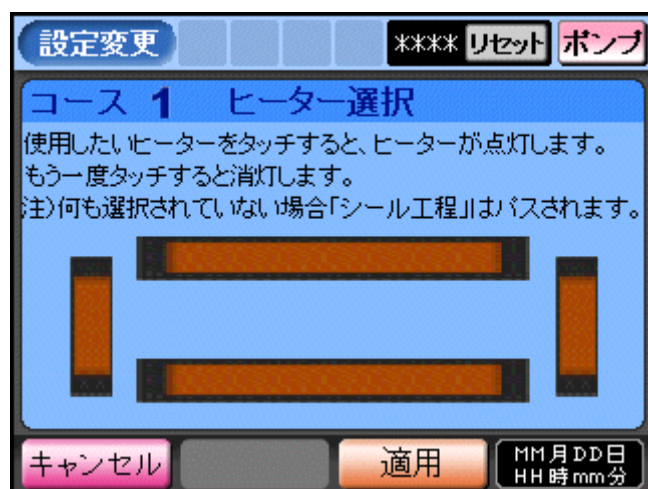 設定変更
**** リセット ポンプ
コース 1 ヒーター選択
使用したいヒーターをタッチすると、ヒーターが点灯します。
もう一度タッチすると消灯します。
注)何も選択されていない場合「シール工程」はパスされます。
キャンセル
適用
MM月DD日
HH時mm分